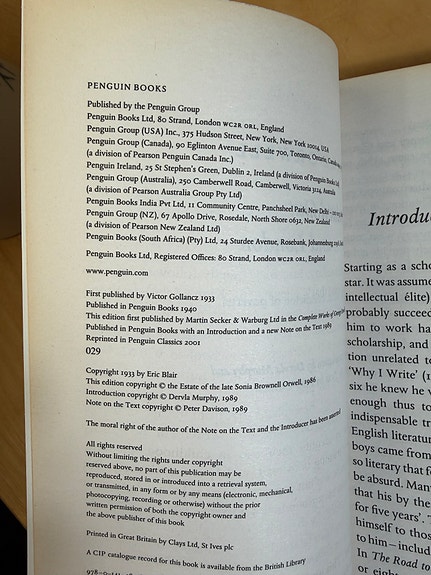 PENGUIN BOOKS
Published by the Penguin Group
Penguin Books Ltd, 80 Strand, London WC2R 0RL, England
Penguin Group (USA) Inc., 375 Hudson Street, New York, New York 10014, USA
Penguin Group (Canada), 90 Eglinton Avenue East, Suite 700, Toronto, Ontario,
(a division of Pearson Penguin Canada Inc.)
Penguin Ireland, 25 St Stephen's Green, Dublin 2, Ireland (a division of Penguin Books Ltd)
Penguin Group (Australia), 250 Camberwell Road, Camberwell, Victoria 3124, Australia
(a division of Pearson Australia Group Pty Ltd)
Penguin Books India Pvt Ltd, 11 Community Centre, Panchsheel Park, New Delhi –
Penguin Group (NZ), 67 Apollo Drive, Rosedale, North Shore 0632, New Zealand
(a division of Pearson New Zealand Ltd)
Penguin Books (South Africa) (Pty) Ltd, 24 Sturdee Avenue, Rosebank, Johannesburg
Penguin Books Ltd, Registered Offices: 80 Strand, London WC2R 0RL, England
www.penguin.com
First published by Victor Gollancz 1933
Published in Penguin Books 1940
This edition first published by Martin Secker & Warburg Ltd in the Complete Works of
Published in Penguin Books with an Introduction and a new Note on the Text 1989
Reprinted in Penguin Classics 2001
029
Copyright 1933 by Eric Blair
This edition copyright © the Estate of the late Sonia Brownell Orwell, 1986
Introduction copyright © Dervla Murphy, 1989
Note on the Text copyright © Peter Davison, 1989
The moral right of the author of the Note on the Text and the Introducer has been asserted
All rights reserved
Without limiting the rights under copyright
reserved above, no part of this publication may be
reproduced, stored in or introduced into a retrieval system,
or transmitted, in any form or by any means (electronic, mechanical,
photocopying, recording or otherwise) without the prior
written permission of both the copyright owner and
the above publisher of this book
Printed in Great Britain by Clays Ltd, St Ives plc
A CIP catalogue record for this book is available from the British Library
Introduc
Starting as a scho
star. It was assume
intellectual élite)
probably succeed
him to work ha
scholarship, and
tion unrelated t
'Why I Write' (1
six he knew he w
enough thus to
indispensable tr
English literatur
boys came from
so literary that f
be absurd. Many
that his by the
for five years'.
himself to thos
to him – includ
In The Road to
or eigh